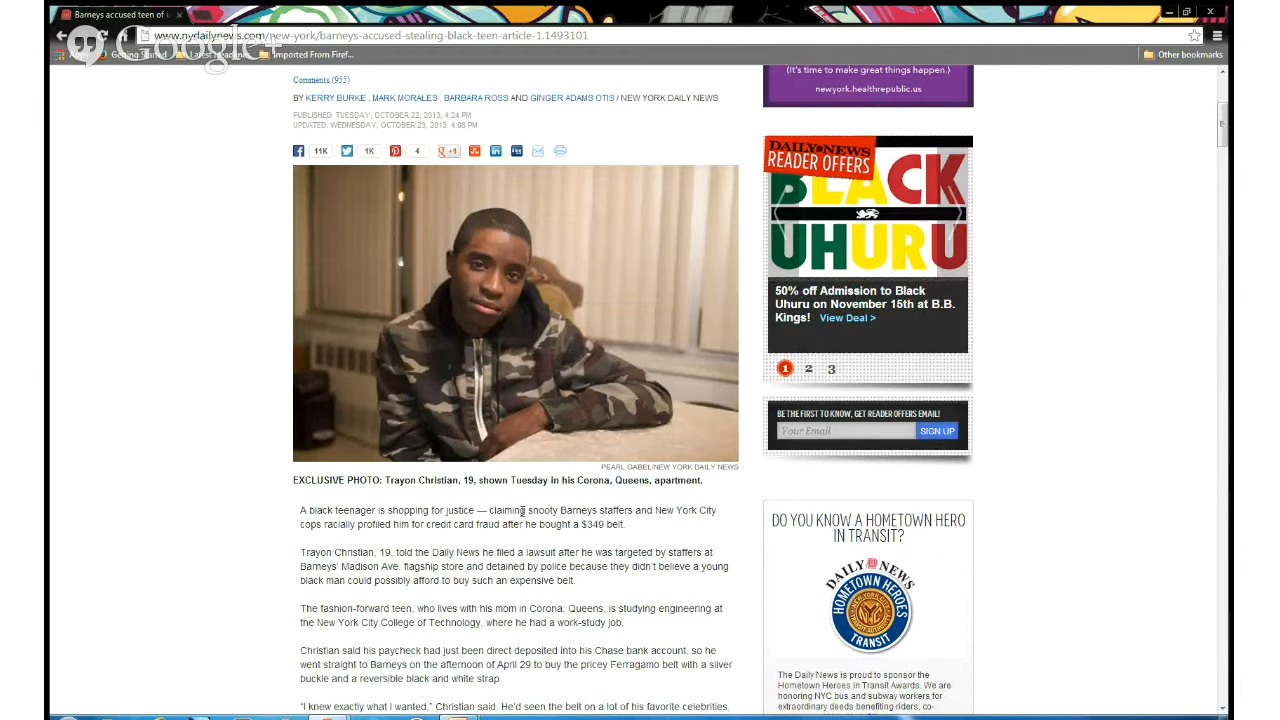 Barneys accused teen of
www.nydailynews.com/new-york/barneys-accused-stealing-black-teen-article-1.1493101
Google+
Getting Started
Latest Headlines
Imported From Firef...
Other bookmarks
Comments (955)
BY KERRY BURKE , MARK MORALES , BARBARA ROSS AND GINGER ADAMS OTIS / NEW YORK DAILY NEWS
PUBLISHED: TUESDAY, OCTOBER 22, 2013, 4:24 PM
UPDATED: WEDNESDAY, OCTOBER 23, 2013, 4:08 PM
11K
1K
4
+1
PEARL GABEL/NEW YORK DAILY NEWS
EXCLUSIVE PHOTO: Trayon Christian, 19, shown Tuesday in his Corona, Queens, apartment.
A black teenager is shopping for justice — claiming snooty Barneys staffers and New York City
cops racially profiled him for credit card fraud after he bought a $349 belt.
Trayon Christian, 19, told the Daily News he filed a lawsuit after he was targeted by staffers at
Barneys’ Madison Ave. flagship store and detained by police because they didn’t believe a young
black man could possibly afford to buy such an expensive belt.
The fashion-forward teen, who lives with his mom in Corona, Queens, is studying engineering at
the New York City College of Technology, where he had a work-study job.
Christian said his paycheck had just been direct deposited into his Chase bank account, so he
went straight to Barneys on the afternoon of April 29 to buy the pricey Ferragamo belt with a silver
buckle and a reversible black and white strap.
“I knew exactly what I wanted,” Christian said. He’d seen the belt on a lot of his favorite celebrities,
(It's time to make great things happen.)
newyork.healthrepublic.us
DAILY NEWS
READER OFFERS
BLACK
UHURU
50% off Admission to Black
Uhuru on November 15th at B.B.
Kings! View Deal >
1 2 3
BE THE FIRST TO KNOW, GET READER OFFERS EMAIL!
Your Email
SIGN UP
DO YOU KNOW A HOMETOWN HERO
IN TRANSIT?
DAILY NEWS
HOMETOWN HEROES
TRANSIT
The Daily News is proud to sponsor the
Hometown Heroes in Transit Awards. We are
honoring NYC bus and subway workers for
extraordinary deeds benefiting riders, co-